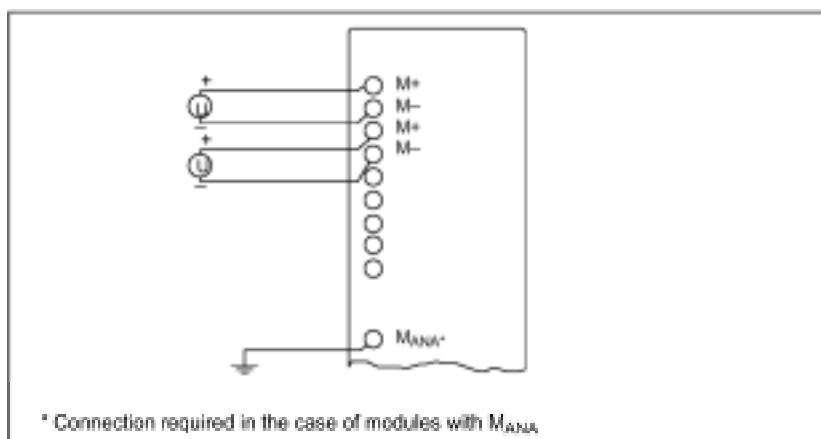 +
U
−
+
U
−
M+
M−
M+
M−
MANA*
* Connection required in the case of modules with MANA